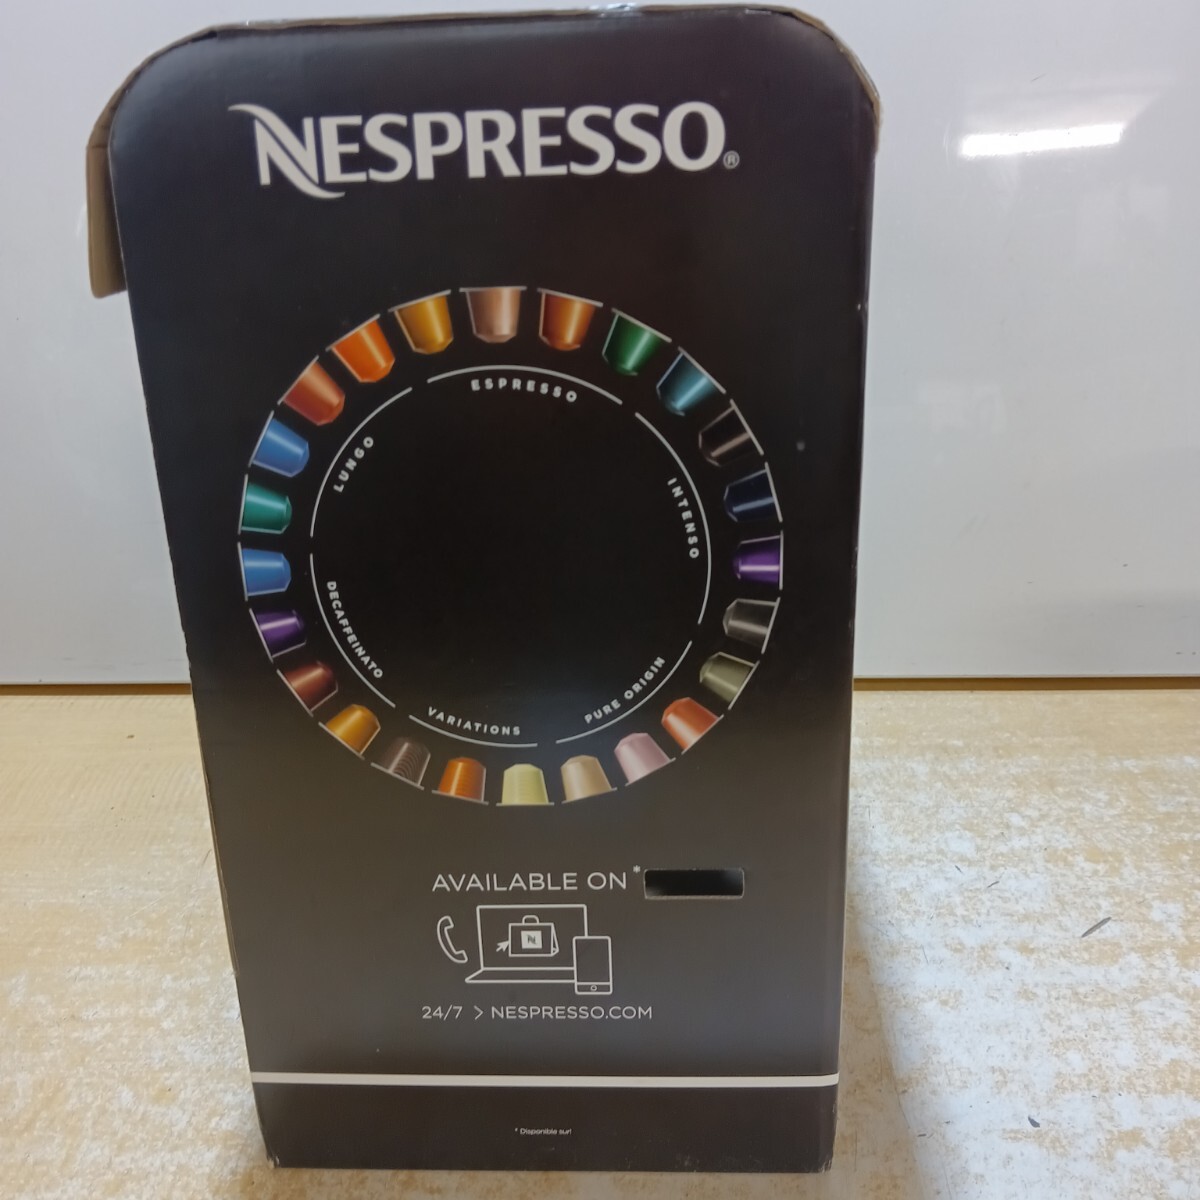 NESPRESSO®
ESPRESSO
LUNGO
INTENSO
DECAFFEINATO
PURE ORIGIN
VARIATIONS
AVAILABLE ON *
N
24/7 > NESPRESSO.COM
* Disponible sur/